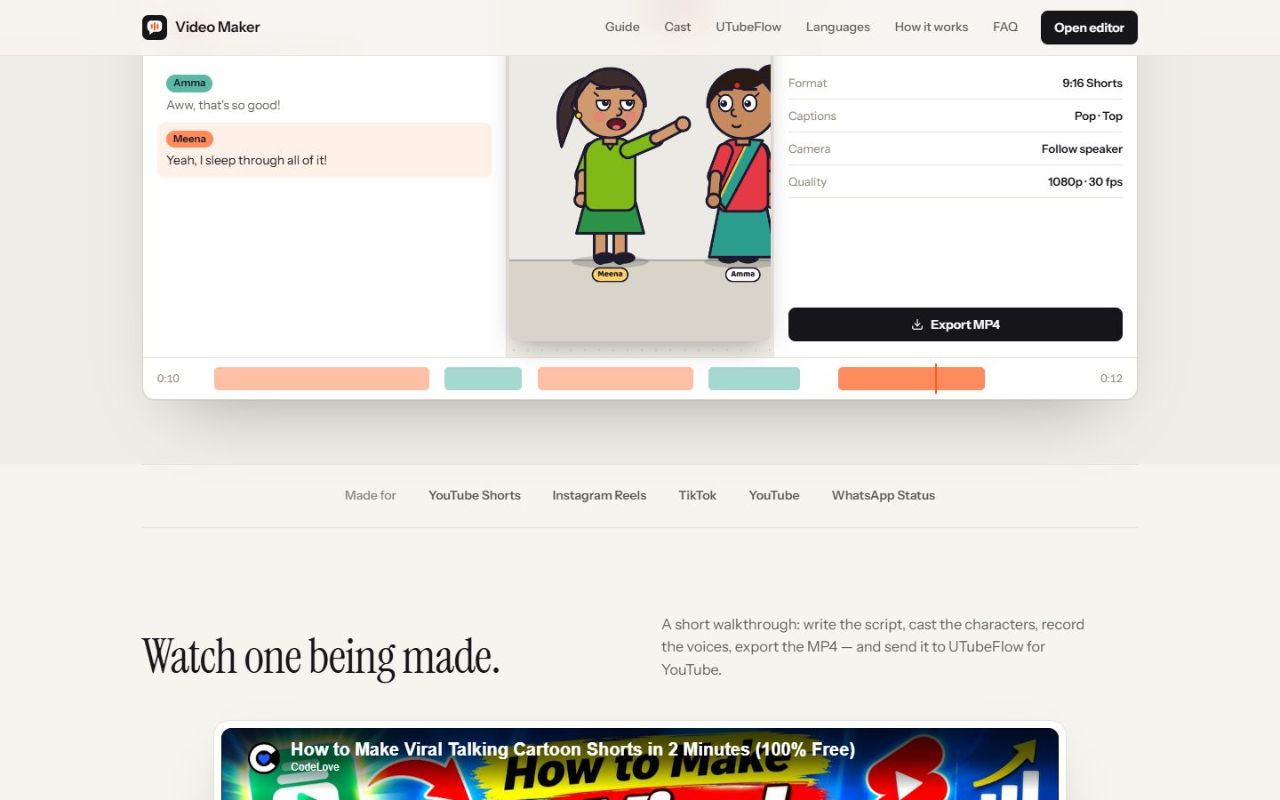 Video Maker
Guide
Cast
UTubeFlow
Languages
How it works
FAQ
Open editor
Amma
Aww, that's so good!
Meena
Yeah, I sleep through all of it!
Meena
Amma
Format
9:16 Shorts
Captions
Pop · Top
Camera
Follow speaker
Quality
1080p · 30 fps
Export MP4
0:10
0:12
Made for
YouTube Shorts
Instagram Reels
TikTok
YouTube
WhatsApp Status
Watch one being made.
A short walkthrough: write the script, cast the characters, record
the voices, export the MP4 — and send it to UTubeFlow for
YouTube.
How to Make Viral Talking Cartoon Shorts in 2 Minutes (100% Free)
CodeLove
How to Make